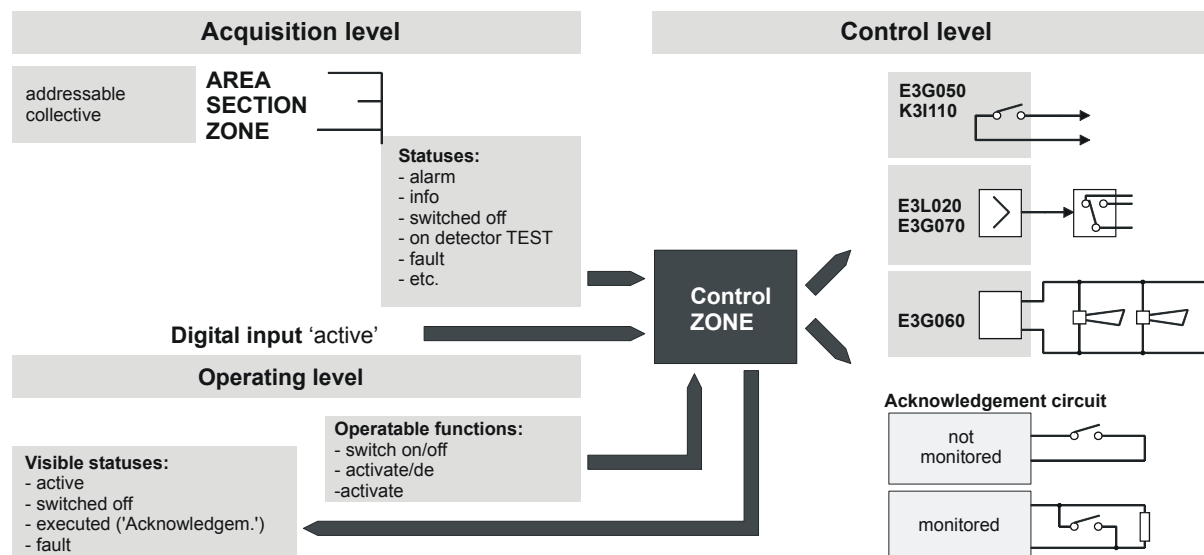 Acquisition level
addressable
collective
AREA
SECTION
ZONE
Statuses:
- alarm
- info
- switched off
- on detector TEST
- fault
- etc.
Digital input ‘active’
Operating level
Operatable functions:
- switch on/off
- activate/de
-activate
Visible statuses:
- active
- switched off
- executed ('Acknowledgem.')
- fault
Control
ZONE
Control level
E3G050
K3I110
E3L020
E3G070
E3G060
Acknowledgement circuit
not
monitored
monitored